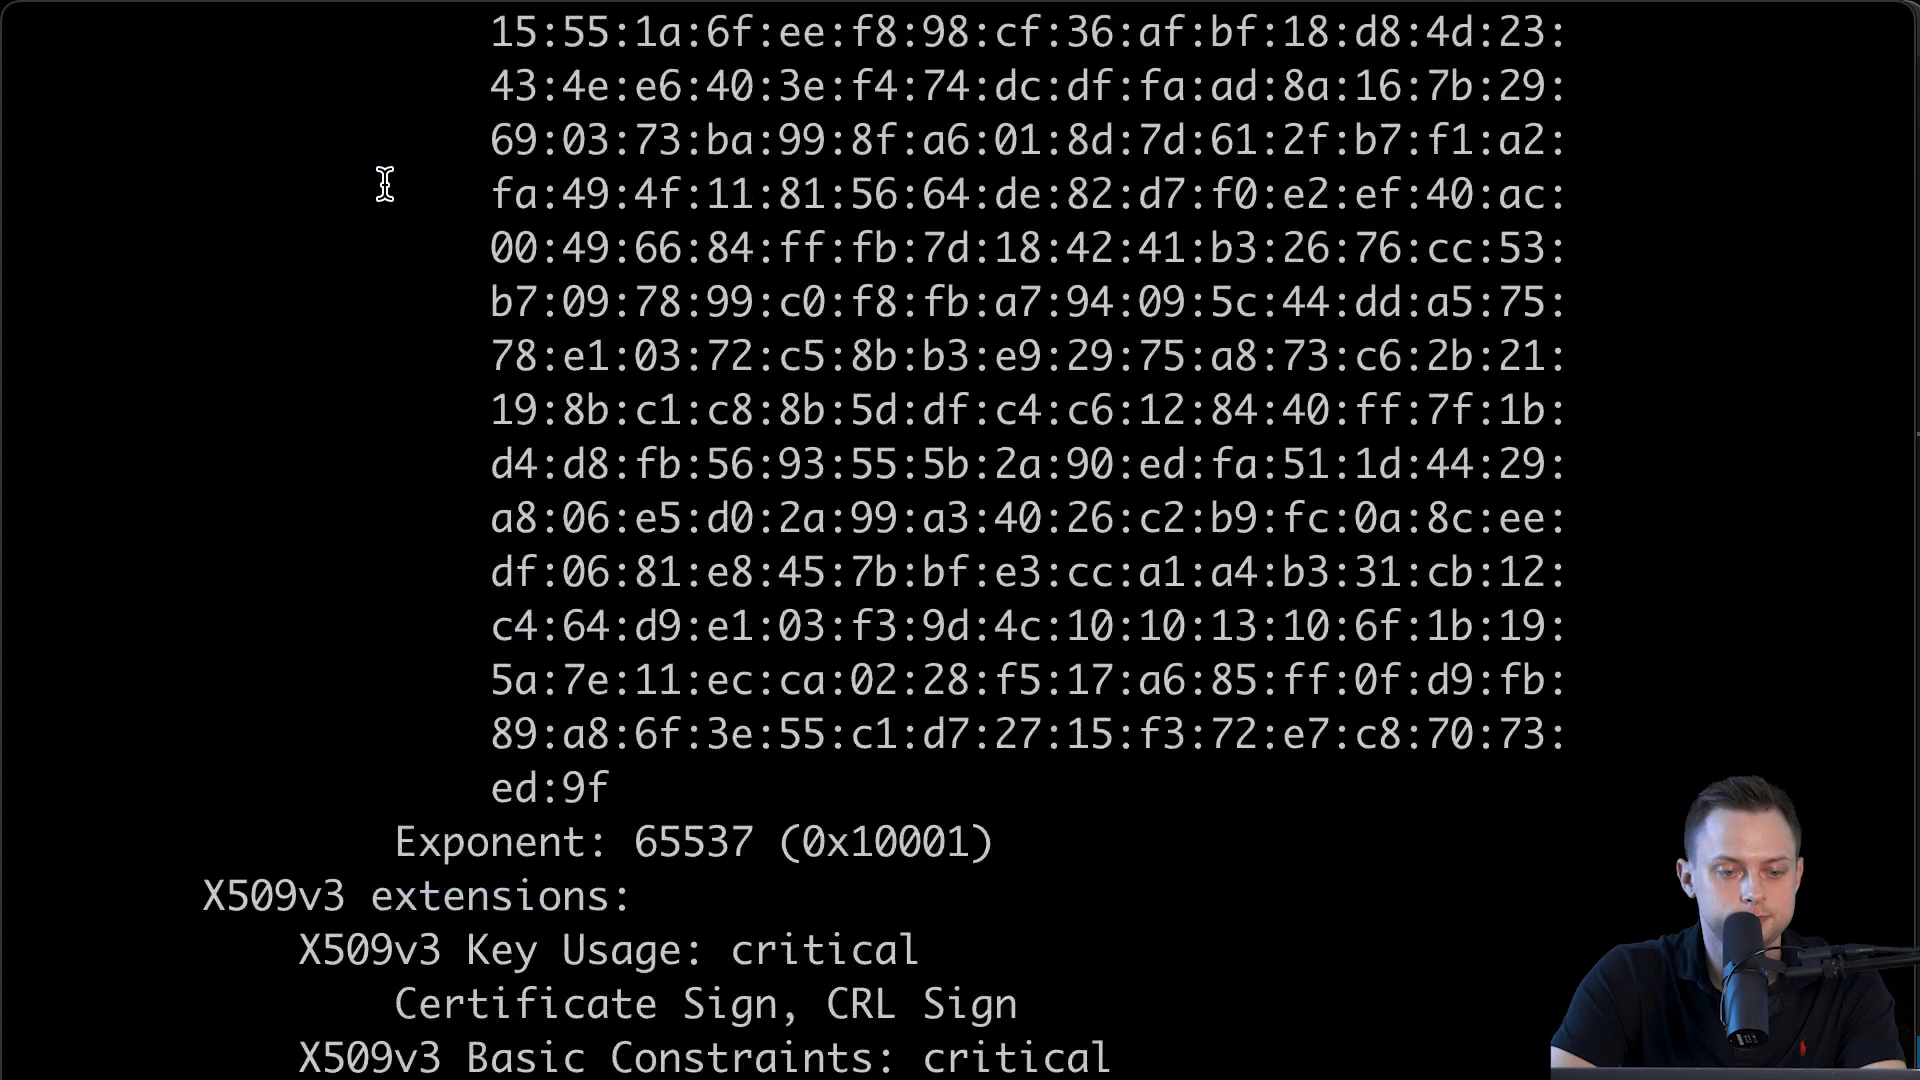 15:55:1a:6f:ee:f8:98:cf:36:af:bf:18:d8:4d:23:
43:4e:e6:40:3e:f4:74:dc:df:fa:ad:8a:16:7b:29:
69:03:73:ba:99:8f:a6:01:8d:7d:61:2f:b7:f1:a2:
fa:49:4f:11:81:56:64:de:82:d7:f0:e2:ef:40:ac:
00:49:66:84:ff:fb:7d:18:42:41:b3:26:76:cc:53:
b7:09:78:99:c0:f8:fb:a7:94:09:5c:44:dd:a5:75:
78:e1:03:72:c5:8b:b3:e9:29:75:a8:73:c6:2b:21:
19:8b:c1:c8:8b:5d:df:c4:c6:12:84:40:ff:7f:1b:
d4:d8:fb:56:93:55:5b:2a:90:ed:fa:51:1d:44:29:
a8:06:e5:d0:2a:99:a3:40:26:c2:b9:fc:0a:8c:ee:
df:06:81:e8:45:7b:bf:e3:cc:a1:a4:b3:31:cb:12:
c4:64:d9:e1:03:f3:9d:4c:10:10:13:10:6f:1b:19:
5a:7e:11:ec:ca:02:28:f5:17:a6:85:ff:0f:d9:fb:
89:a8:6f:3e:55:c1:d7:27:15:f3:72:e7:c8:70:73:
ed:9f
Exponent: 65537 (0x10001)
X509v3 extensions:
X509v3 Key Usage: critical
Certificate Sign, CRL Sign
X509v3 Basic Constraints: critical